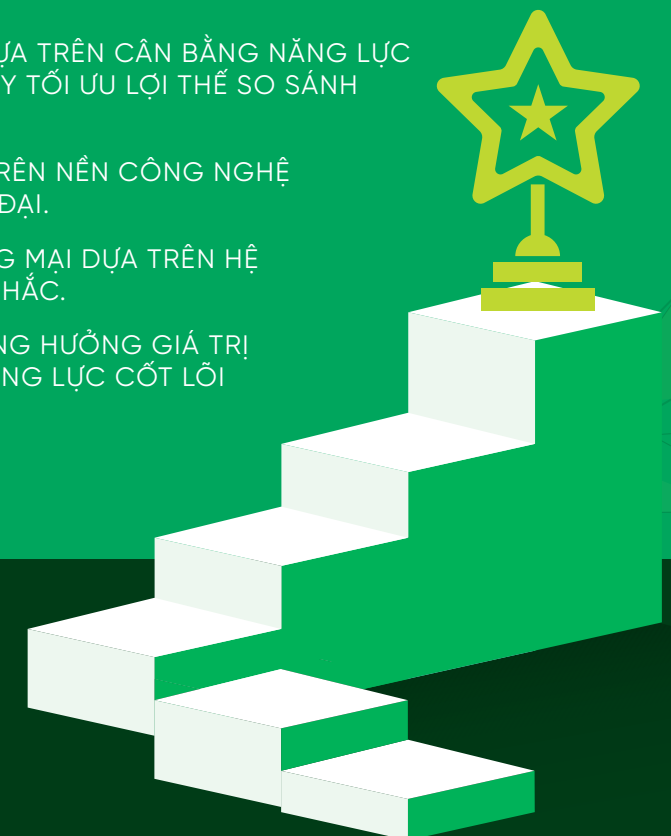 ỰA TRÊN CÂN BẰNG NĂNG LỰC
Y TỐI ƯU LỢI THẾ SO SÁNH
RÊN NỀN CÔNG NGHỆ
ĐẠI.
G MẠI DỰA TRÊN HỆ
HẮC.
NG HƯỞNG GIÁ TRỊ
NG LỰC CỐT LÕI